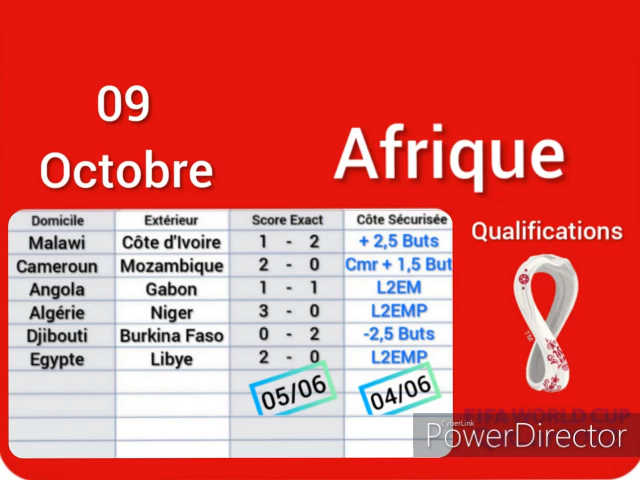 09
Octobre
Afrique
Domicile Extérieur Score Exact Côte Sécurisée
Malawi Côte d'Ivoire 1 - 2 + 2,5 Buts
Cameroun Mozambique 2 - 0 Cmr + 1,5 But
Angola Gabon 1 - 1 L2EM
Algérie Niger 3 - 0 L2EMP
Djibouti Burkina Faso 0 - 2 -2,5 Buts
Egypte Libye 2 - 0 L2EMP
05/06 04/06
Qualifications
TM
FIFA WORLD CUP
CyberLink
PowerDirector